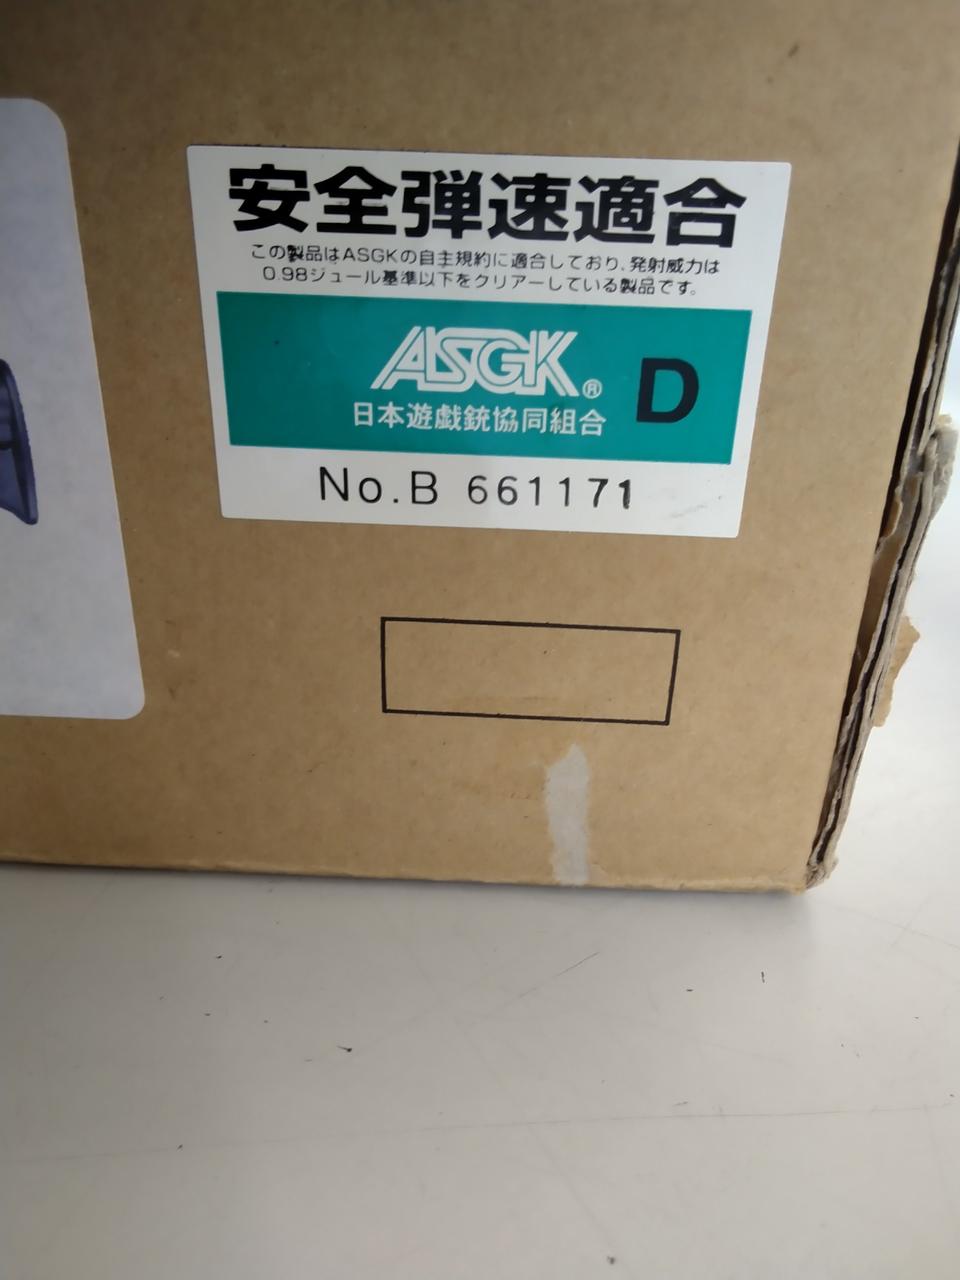 安全弾速適合
この製品はASGKの自主規約に適合しており、発射威力は
0.98ジュール基準以下をクリアーしている製品です。
ASGK® D
日本遊戯銃協同組合
No.B 661171